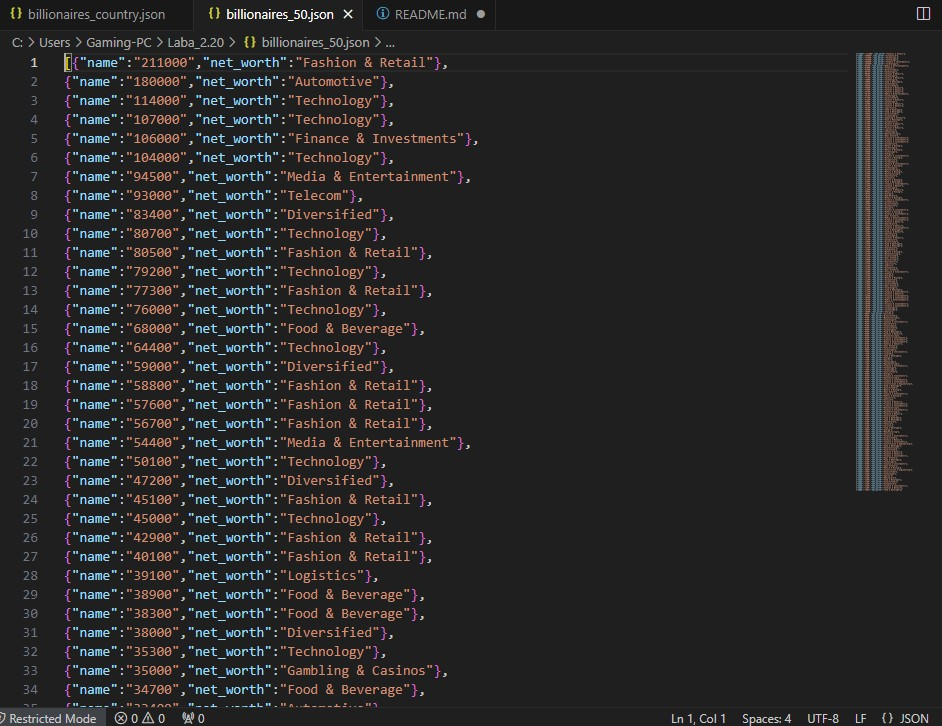 billionaires_country.json billionaires_50.json README.md
C: > Users > Gaming-PC > Laba_2.20 > {} billionaires_50.json > ...
1 [{"name":"211000","net_worth":"Fashion & Retail"},
2 {"name":"180000","net_worth":"Automotive"},
3 {"name":"114000","net_worth":"Technology"},
4 {"name":"107000","net_worth":"Technology"},
5 {"name":"106000","net_worth":"Finance & Investments"},
6 {"name":"104000","net_worth":"Technology"},
7 {"name":"94500","net_worth":"Media & Entertainment"},
8 {"name":"93000","net_worth":"Telecom"},
9 {"name":"83400","net_worth":"Diversified"},
10 {"name":"80700","net_worth":"Technology"},
11 {"name":"80500","net_worth":"Fashion & Retail"},
12 {"name":"79200","net_worth":"Technology"},
13 {"name":"77300","net_worth":"Fashion & Retail"},
14 {"name":"76000","net_worth":"Technology"},
15 {"name":"68000","net_worth":"Food & Beverage"},
16 {"name":"64400","net_worth":"Technology"},
17 {"name":"59000","net_worth":"Diversified"},
18 {"name":"58800","net_worth":"Fashion & Retail"},
19 {"name":"57600","net_worth":"Fashion & Retail"},
20 {"name":"56700","net_worth":"Fashion & Retail"},
21 {"name":"54400","net_worth":"Media & Entertainment"},
22 {"name":"50100","net_worth":"Technology"},
23 {"name":"47200","net_worth":"Diversified"},
24 {"name":"45100","net_worth":"Fashion & Retail"},
25 {"name":"45000","net_worth":"Technology"},
26 {"name":"42900","net_worth":"Fashion & Retail"},
27 {"name":"40100","net_worth":"Fashion & Retail"},
28 {"name":"39100","net_worth":"Logistics"},
29 {"name":"38900","net_worth":"Food & Beverage"},
30 {"name":"38300","net_worth":"Food & Beverage"},
31 {"name":"38000","net_worth":"Diversified"},
32 {"name":"35300","net_worth":"Technology"},
33 {"name":"35000","net_worth":"Gambling & Casinos"},
34 {"name":"34700","net_worth":"Food & Beverage"},
Restricted Mode 0 0 0 Ln 1, Col 1 Spaces: 4 UTF-8 LF {} JSON